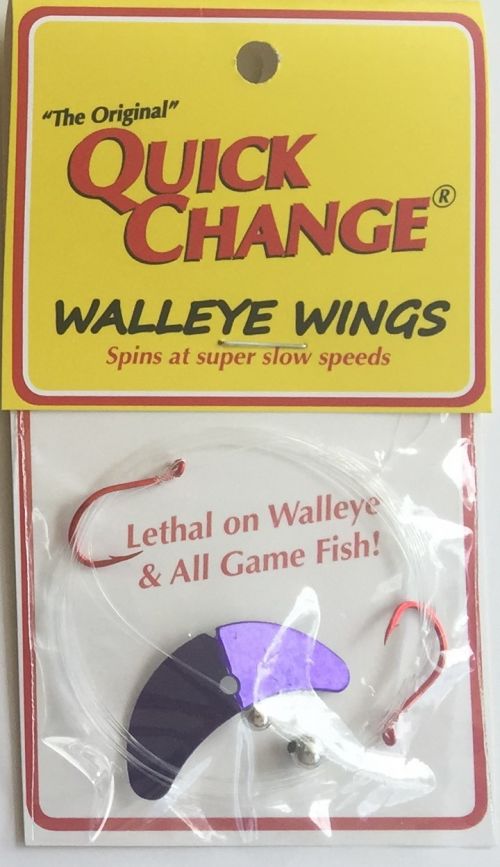 “The Original”
QUICK
CHANGE®
WALLEYE WINGS
Spins at super slow speeds
Lethal on Walleye
& All Game Fish!